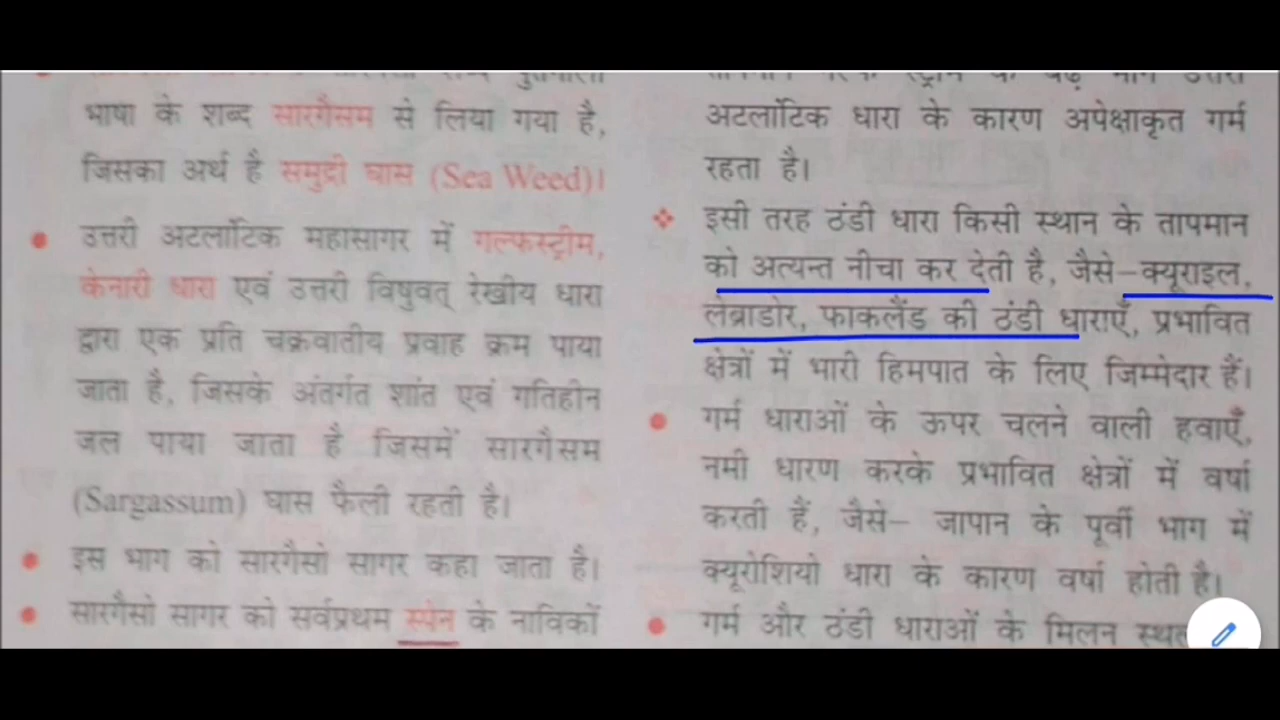 भाषा के शब्द सारगैसम से लिया गया है,
जिसका अर्थ है समुद्री घास (Sea Weed)।
उत्तरी अटलांटिक महासागर में गल्फस्ट्रीम,
केनारी धारा एवं उत्तरी विषुवत् रेखीय धारा
द्वारा एक प्रति चक्रवातीय प्रवाह क्रम पाया
जाता है, जिसके अंतर्गत शांत एवं गतिहीन
जल पाया जाता है जिसमें सारगैसम
(Sargassum) घास फैली रहती है।
इस भाग को सारगैसो सागर कहा जाता है।
सारगैसो सागर को सर्वप्रथम स्पेन के नाविकों
अटलांटिक धारा के कारण अपेक्षाकृत गर्म
रहता है।
इसी तरह ठंडी धारा किसी स्थान के तापमान
को अत्यन्त नीचा कर देती है, जैसे–क्यूराइल,
लेब्राडोर, फाकलैंड की ठंडी धाराएँ, प्रभावित
क्षेत्रों में भारी हिमपात के लिए जिम्मेदार हैं।
गर्म धाराओं के ऊपर चलने वाली हवाएँ,
नमी धारण करके प्रभावित क्षेत्रों में वर्षा
करती हैं, जैसे– जापान के पूर्वी भाग में
क्यूरोशियो धारा के कारण वर्षा होती है।
गर्म और ठंडी धाराओं के मिलन